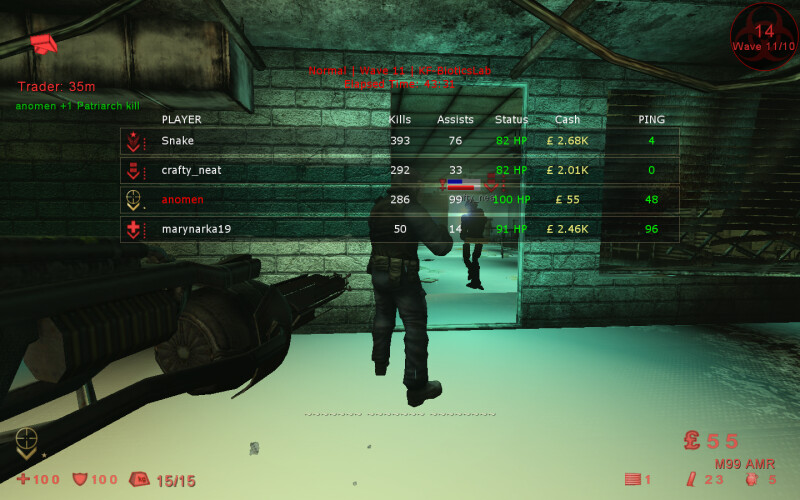 14
Wave 11/10
Trader: 35m
anomen +1 Patriarch kill
PLAYER Kills Assists Status Cash PING
Snake 393 76 82 HP £ 2.68K 4
crafty_neat 292 33 82 HP £ 2.01K 0
anomen 286 99 100 HP £ 55 48
marynarka19 50 14 91 HP £ 2.46K 96
£ 55
M99 AMR
100 100 15/15 1 23 5